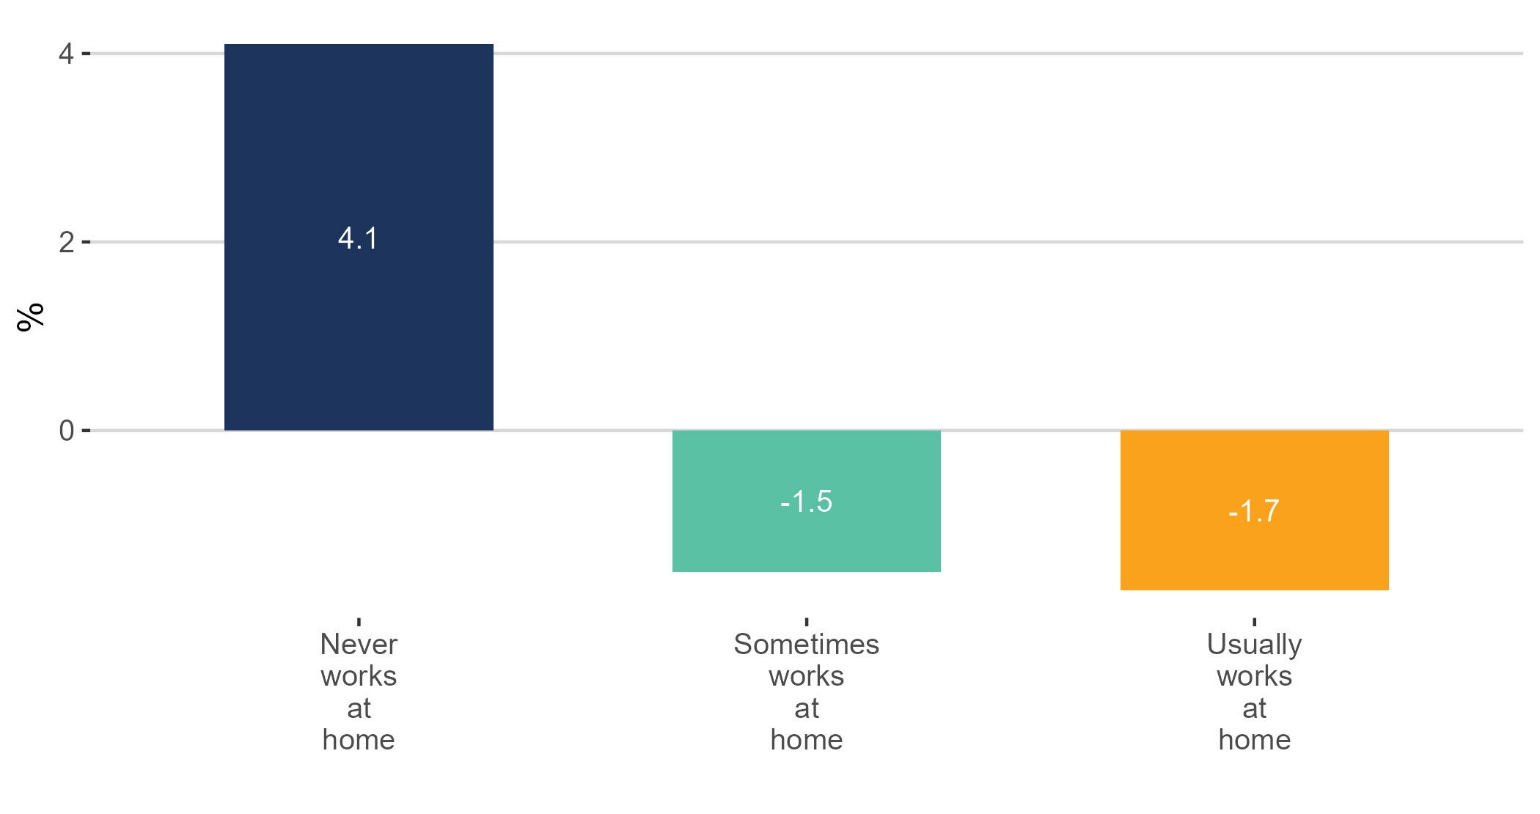 4
4.1
2
%
0
-1.5
-1.7
Never
works
at
home
Sometimes
works
at
home
Usually
works
at
home